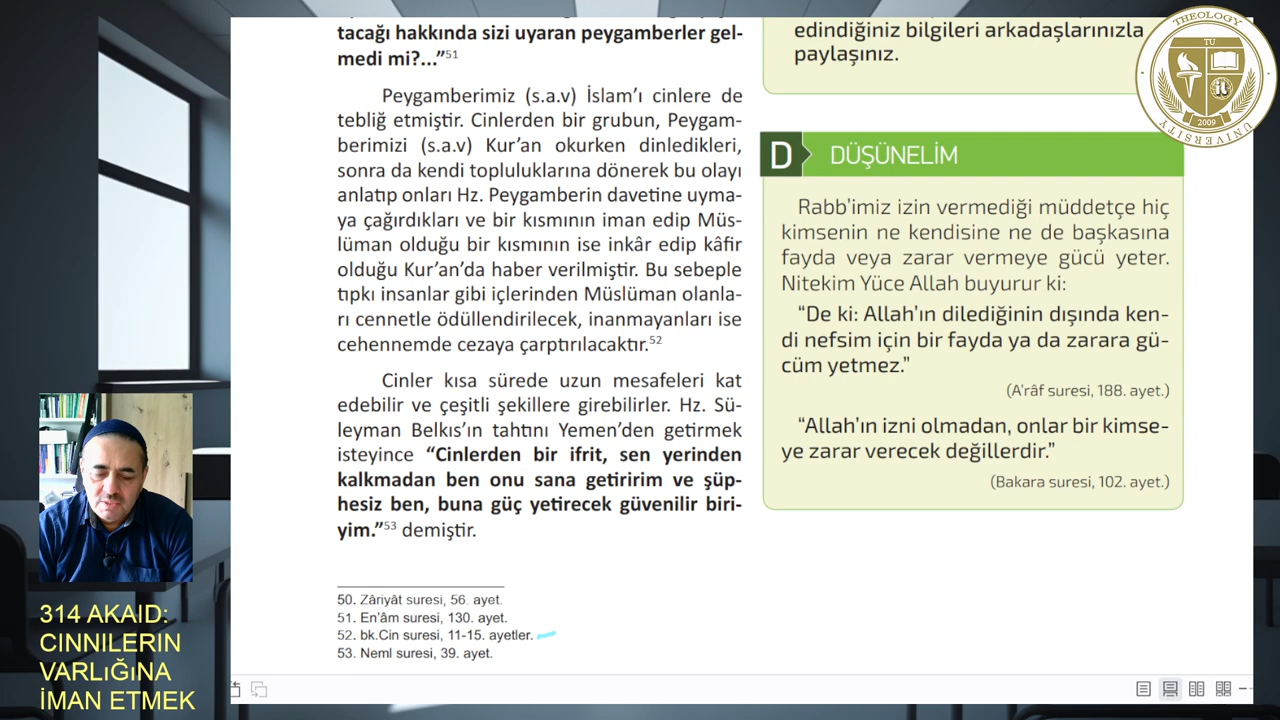 tacağı hakkında sizi uyaran peygamberler gel-
medi mi?...”51
Peygamberimiz (s.a.v) İslam’ı cinlere de
tebliğ etmiştir. Cinlerden bir grubun, Peygam-
berimizi (s.a.v) Kur’an okurken dinledikleri,
sonra da kendi topluluklarına dönerek bu olayı
anlatıp onları Hz. Peygamberin davetine uyma-
ya çağırdıkları ve bir kısmının iman edip Müs-
lüman olduğu bir kısmının ise inkâr edip kâfir
olduğu Kur’an’da haber verilmiştir. Bu sebeple
tıpkı insanlar gibi içlerinden Müslüman olanla-
rı cennetle ödüllendirilecek, inanmayanları ise
cehennemde cezaya çarptırılacaktır.52
Cinler kısa sürede uzun mesafeleri kat
edebilir ve çeşitli şekillere girebilirler. Hz. Sü-
leyman Belkıs’ın tahtını Yemen’den getirmek
isteyince “Cinlerden bir ifrit, sen yerinden
kalkmadan ben onu sana getiririm ve şüp-
hesiz ben, buna güç yetirecek güvenilir biri-
yim.”53 demiştir.
50. Zâriyât suresi, 56. ayet.
51. En’âm suresi, 130. ayet.
52. bk.Cin suresi, 11-15. ayetler.
53. Neml suresi, 39. ayet.
edindiğiniz bilgileri arkadaşlarınızla
paylaşınız.
D DÜŞÜNELİM
Rabb’imiz izin vermediği müddetçe hiç
kimsenin ne kendisine ne de başkasına
fayda veya zarar vermeye gücü yeter.
Nitekim Yüce Allah buyurur ki:
“De ki: Allah’ın dilediğinin dışında ken-
di nefsim için bir fayda ya da zarara gü-
cüm yetmez.”
(A’râf suresi, 188. ayet.)
“Allah’ın izni olmadan, onlar bir kimse-
ye zarar verecek değillerdir.”
(Bakara suresi, 102. ayet.)
THEOLOGY
TU
2009
UNIVERSITY
314 AKAID:
CINNILERIN
VARLıĞıNA
İMAN ETMEK